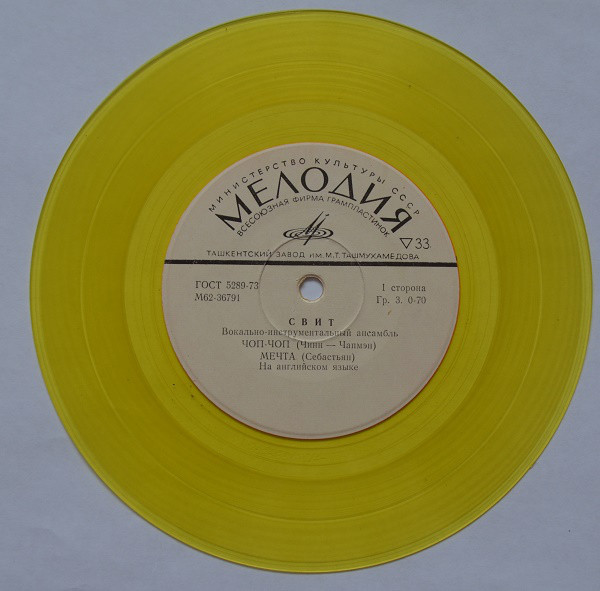 МИНИСТЕРСТВО КУЛЬТУРЫ СССР
МЕЛОДИЯ
ВСЕСОЮЗНАЯ ФИРМА ГРАМПЛАСТИНОК
▽33
ТАШКЕНТСКИЙ ЗАВОД ИМ. М.Т. ТАШМУХАМЕДОВА
ГОСТ 5289-73 1 сторона
М62-36791 Гр. 3. 0-70
СВИТ
Вокально-инструментальный ансамбль
ЧОП-ЧОП (Чинн — Чапмэн)
МЕЧТА (Себастьян)
На английском языке